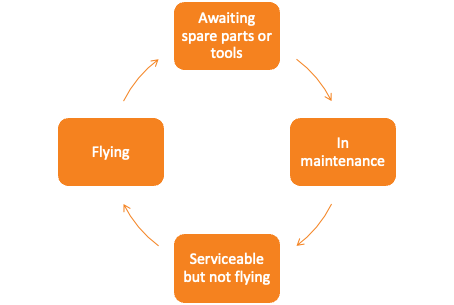 Awaiting
spare parts or
tools
In
maintenance
Serviceable
but not flying
Flying